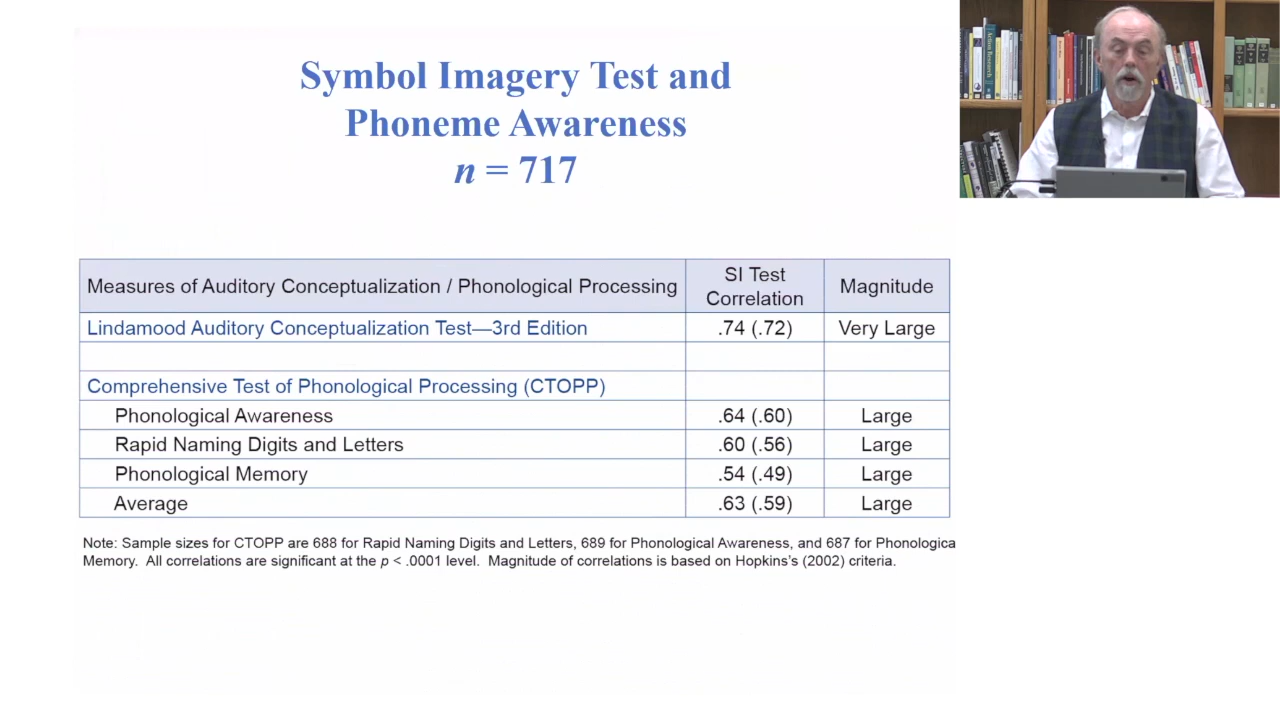 Symbol Imagery Test and
Phoneme Awareness
n = 717
Measures of Auditory Conceptualization / Phonological Processing
SI Test
Correlation
Magnitude
Lindamood Auditory Conceptualization Test—3rd Edition .74 (.72) Very Large
Comprehensive Test of Phonological Processing (CTOPP)
Phonological Awareness .64 (.60) Large
Rapid Naming Digits and Letters .60 (.56) Large
Phonological Memory .54 (.49) Large
Average .63 (.59) Large
Note: Sample sizes for CTOPP are 688 for Rapid Naming Digits and Letters, 689 for Phonological Awareness, and 687 for Phonologica
Memory. All correlations are significant at the p < .0001 level. Magnitude of correlations is based on Hopkins's (2002) criteria.
Action Research